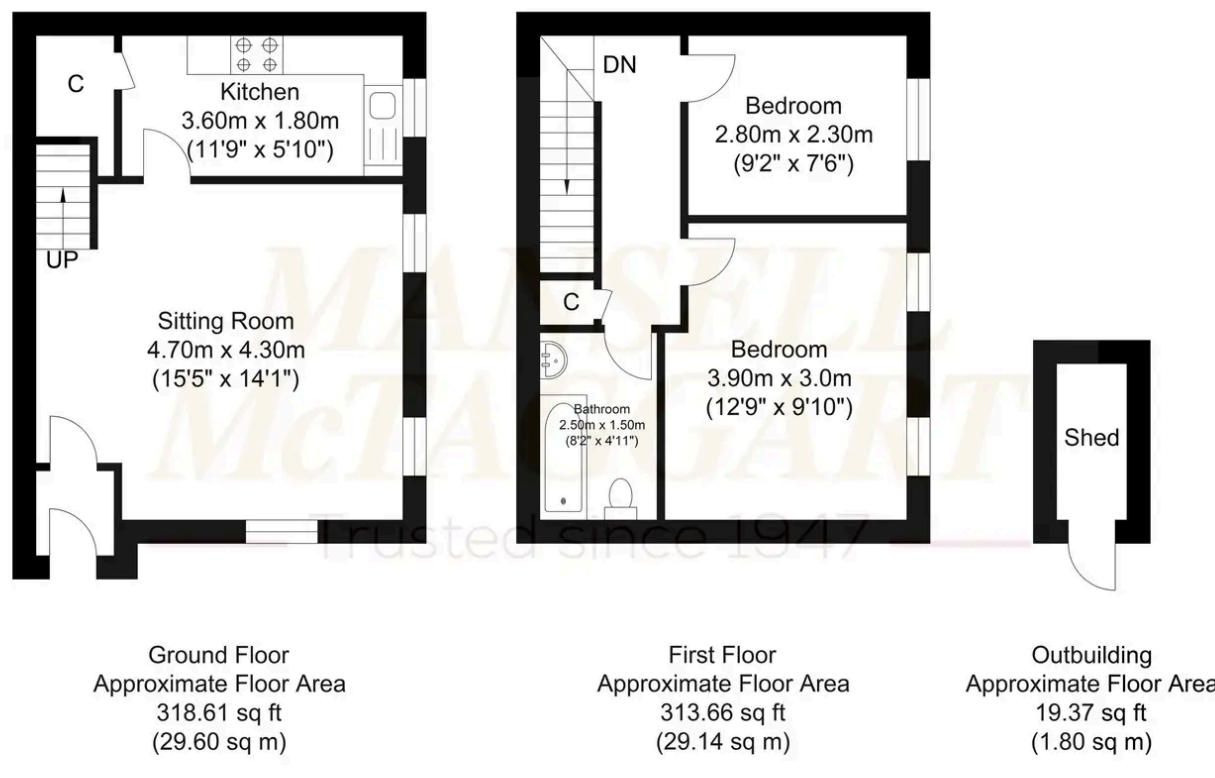 C
Kitchen
3.60m x 1.80m
(11'9" x 5'10")
UP
Sitting Room
4.70m x 4.30m
(15'5" x 14'1")
DN
Bedroom
2.80m x 2.30m
(9'2" x 7'6")
C
Bedroom
3.90m x 3.0m
(12'9" x 9'10")
Bathroom
2.50m x 1.50m
(8'2" x 4'11")
Shed
MANSELL
McTAGGART
Trusted since 1947
Ground Floor
Approximate Floor Area
318.61 sq ft
(29.60 sq m)
First Floor
Approximate Floor Area
313.66 sq ft
(29.14 sq m)
Outbuilding
Approximate Floor Area
19.37 sq ft
(1.80 sq m)